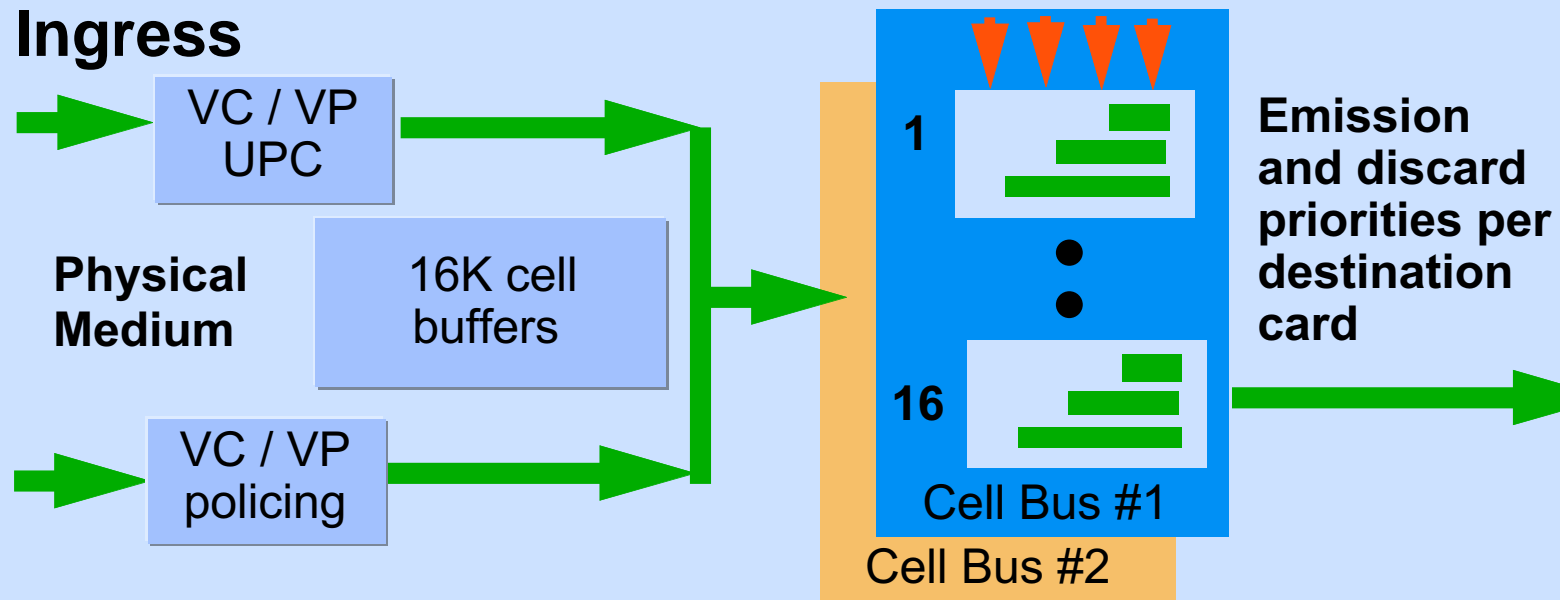 Ingress
VC / VP
UPC
Physical
Medium
16K cell
buffers
VC / VP
policing
1
16
Cell Bus #1
Cell Bus #2
Emission
and discard
priorities per
destination
card